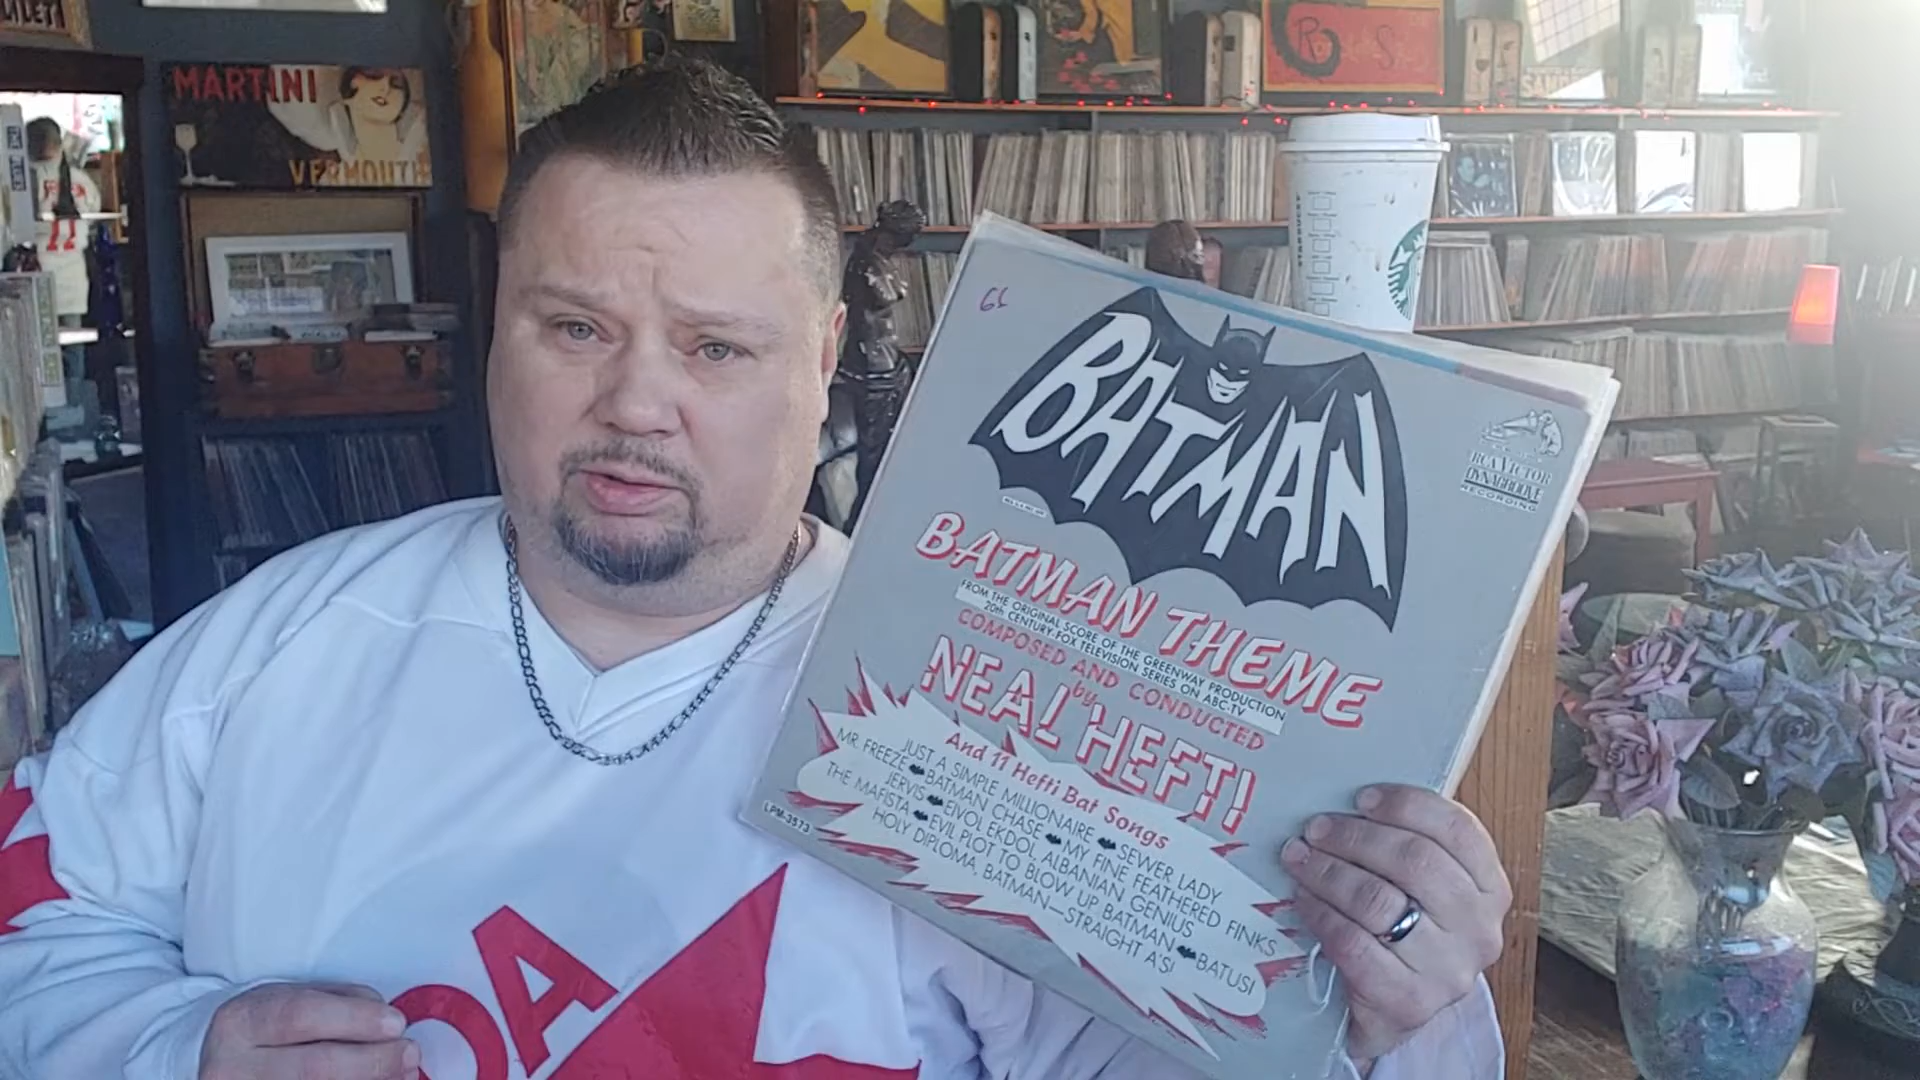 MARTINI
VERMOUTH
STARBUCKS
BATMAN
RCA VICTOR
DYNAGROOVE
RECORDING
BATMAN THEME
FROM THE ORIGINAL SCORE OF THE GREENWAY PRODUCTION
20th CENTURY-FOX TELEVISION SERIES ON ABC-TV
COMPOSED AND CONDUCTED
by
NEAL HEFTI!
And 11 Hefti Bat Songs
JUST A SIMPLE MILLIONAIRE SEWER LADY
MR. FREEZE BATMAN CHASE MY FINE FEATHERED FINKS
JERVIS EIVOL EKDOL ALBANIAN GENIUS
THE MAFISTA EVIL PLOT TO BLOW UP BATMAN BATUSI
HOLY DIPLOMA, BATMAN—STRAIGHT A'S!
LPM-3573